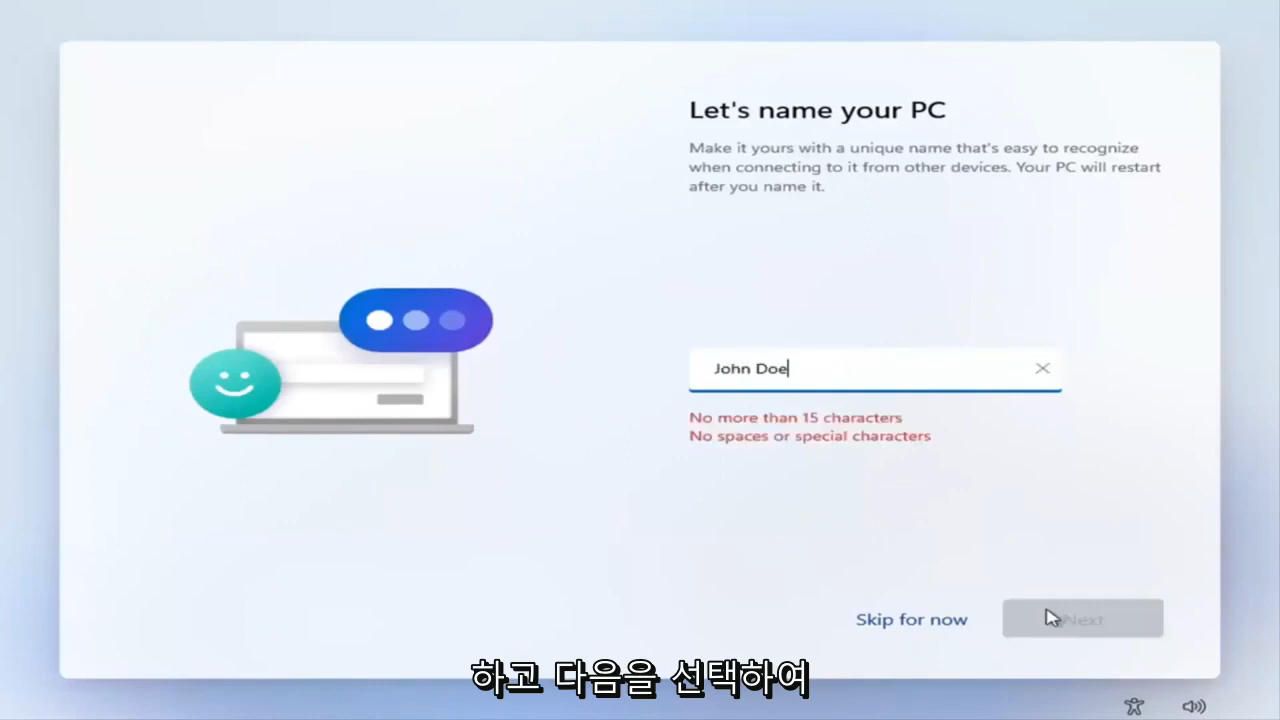 Let's name your PC
Make it yours with a unique name that's easy to recognize
when connecting to it from other devices. Your PC will restart
after you name it.
John Doe
No more than 15 characters
No spaces or special characters
Skip for now
Next
하고 다음을 선택하여